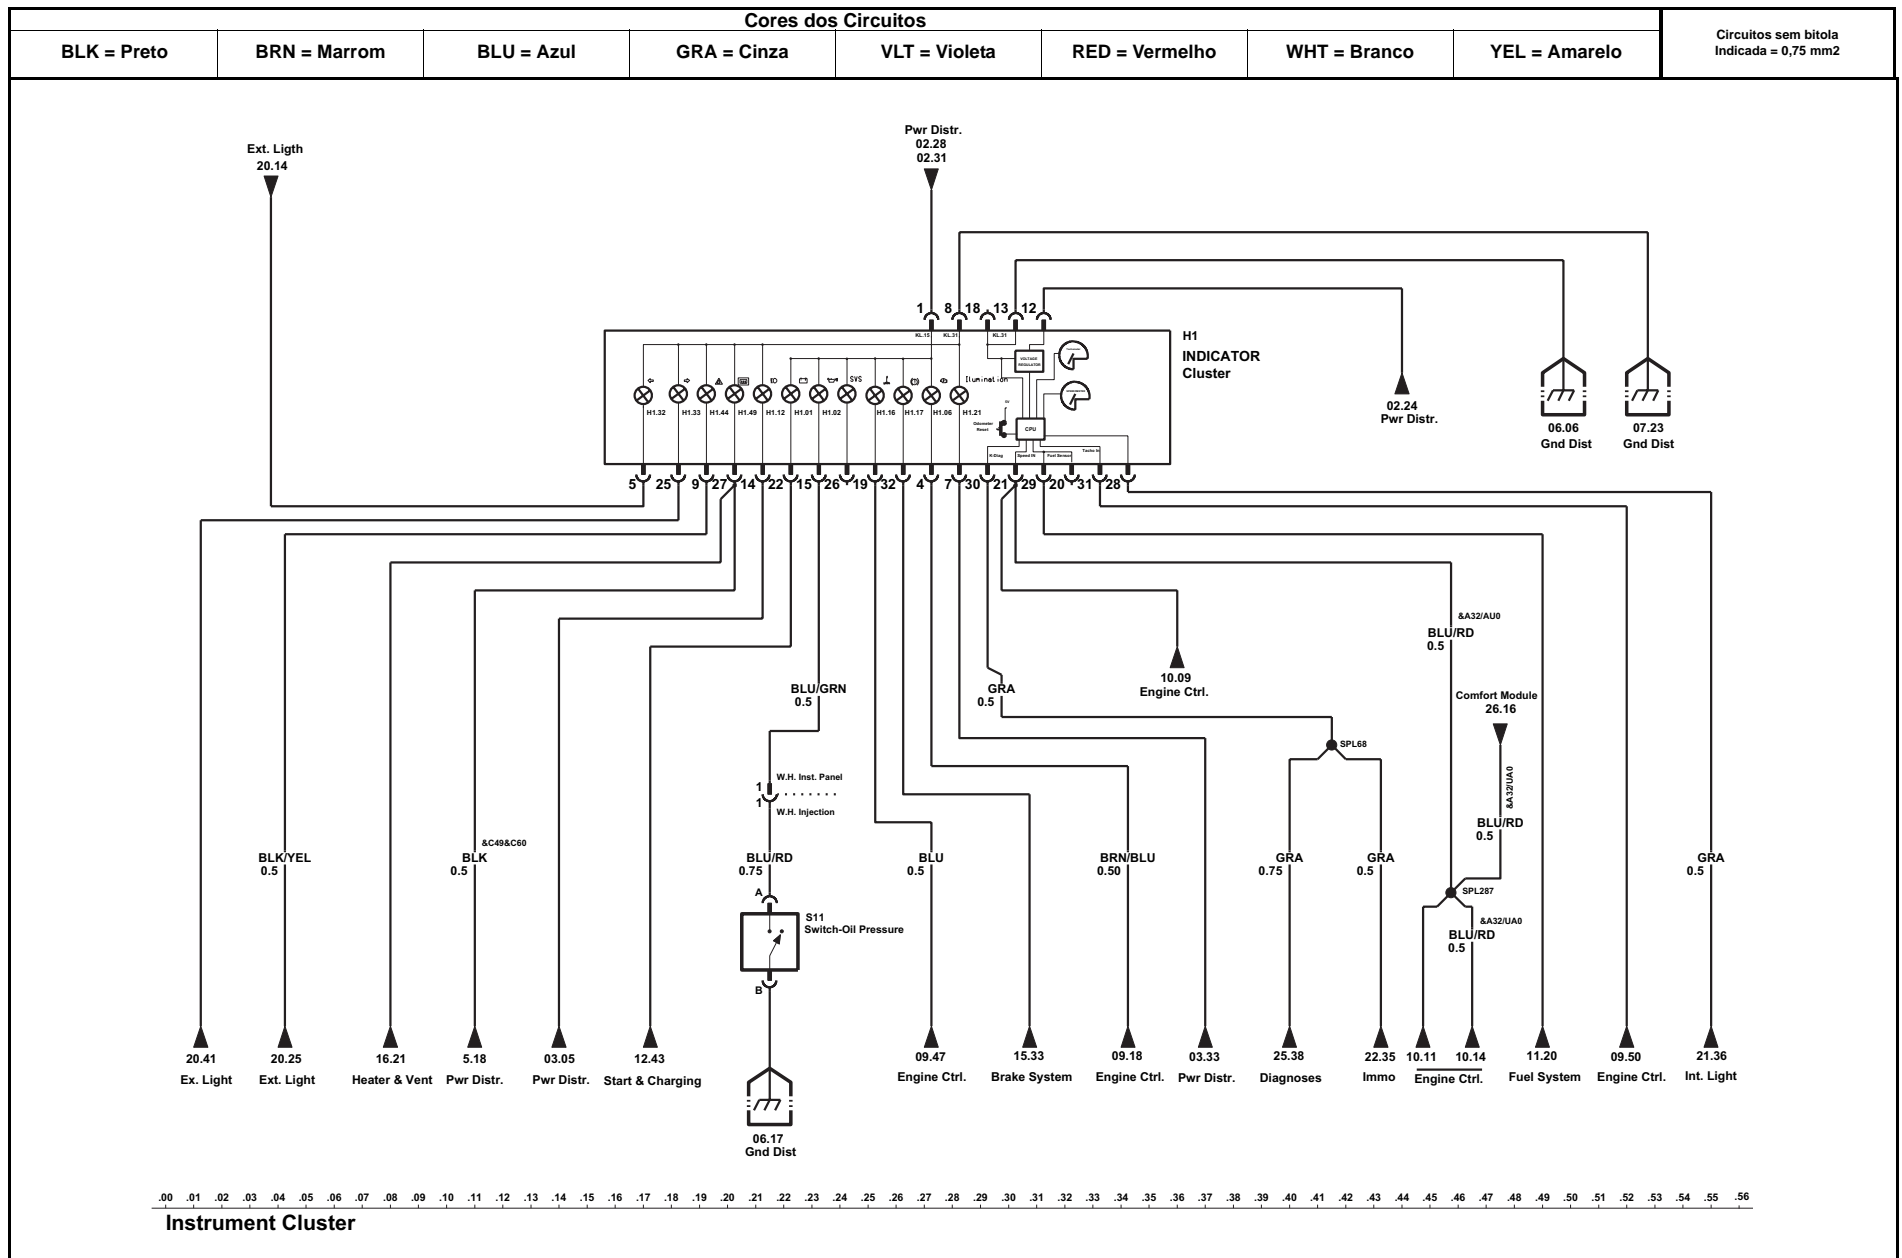 Cores dos Circuitos
BLK = Preto
BRN = Marrom
BLU = Azul
GRA = Cinza
VLT = Violeta
RED = Vermelho
WHT = Branco
YEL = Amarelo
Circuitos sem bitola
Indicada = 0,75 mm2
Ext. Ligth
20.14
Pwr Distr.
02.28
02.31
1 8 18 13 12
KL.15 KL.31 KL.31
H1
INDICATOR
Cluster
VOLTAGE
REGULATOR
SVS
Ilumination
H1.32 H1.33 H1.44 H1.49 H1.12 H1.01 H1.02 H1.16 H1.17 H1.06 H1.21
5V
Odometer
Reset
CPU
K-Diag Speed IN Fuel Sensor Tacho In
5 25 9 27 14 22 15 26 19 32 4 7 30 21 29 20 31 28
02.24
Pwr Distr.
06.06
Gnd Dist
07.23
Gnd Dist
&A32/AU0
BLU/RD
0.5
10.09
Engine Ctrl.
BLU/GRN
0.5
GRA
0.5
Comfort Module
26.16
SPL68
&A32/UA0
BLU/RD
0.5
W.H. Inst. Panel
1
1
W.H. Injection
BLK/YEL
0.5
&C49&C60
BLK
0.5
BLU/RD
0.75
BLU
0.5
BRN/BLU
0.50
GRA
0.75
GRA
0.5
GRA
0.5
SPL287
A
S11
Switch-Oil Pressure
B
&A32/UA0
BLU/RD
0.5
20.41
Ex. Light
20.25
Ext. Light
16.21
Heater & Vent
5.18
Pwr Distr.
03.05
Pwr Distr.
12.43
Start & Charging
09.47
Engine Ctrl.
15.33
Brake System
09.18
Engine Ctrl.
03.33
Pwr Distr.
25.38
Diagnoses
22.35
Immo
10.11 10.14
Engine Ctrl.
11.20
Fuel System
09.50
Engine Ctrl.
21.36
Int. Light
06.17
Gnd Dist
.00 .01 .02 .03 .04 .05 .06 .07 .08 .09 .10 .11 .12 .13 .14 .15 .16 .17 .18 .19 .20 .21 .22 .23 .24 .25 .26 .27 .28 .29 .30 .31 .32 .33 .34 .35 .36 .37 .38 .39 .40 .41 .42 .43 .44 .45 .46 .47 .48 .49 .50 .51 .52 .53 .54 .55 .56
Instrument Cluster